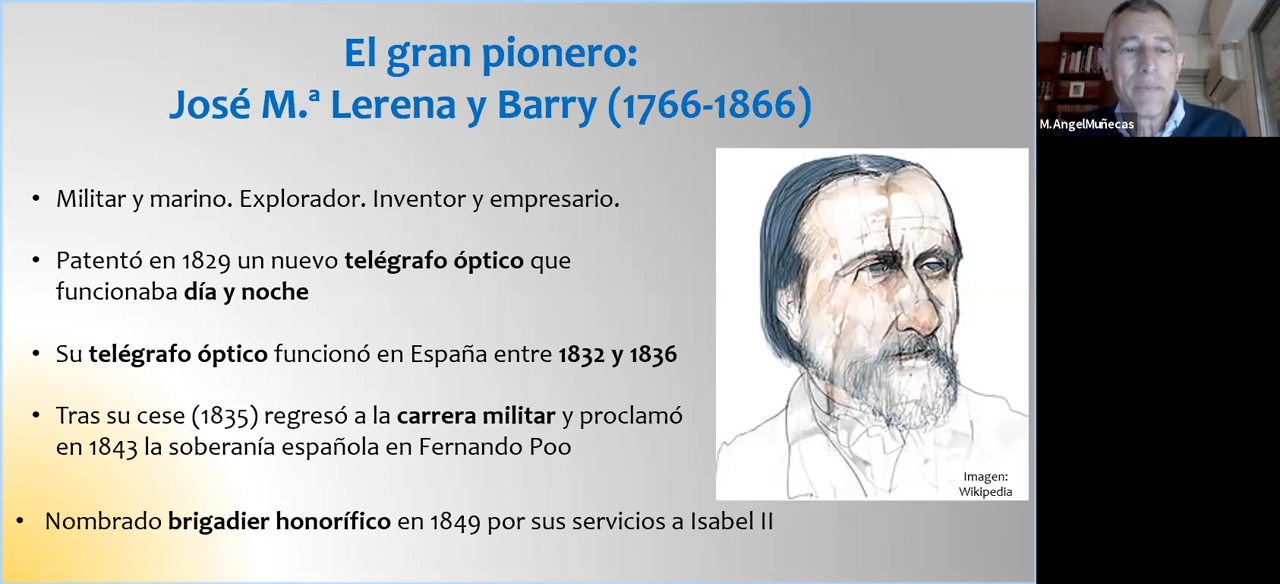 El gran pionero:
José M.ª Lerena y Barry (1766-1866)
• Militar y marino. Explorador. Inventor y empresario.
• Patentó en 1829 un nuevo telégrafo óptico que
funcionaba día y noche
• Su telégrafo óptico funcionó en España entre 1832 y 1836
• Tras su cese (1835) regresó a la carrera militar y proclamó
en 1843 la soberanía española en Fernando Poo
• Nombrado brigadier honorífico en 1849 por sus servicios a Isabel II
Imagen:
Wikipedia
M.AngelMuñecas